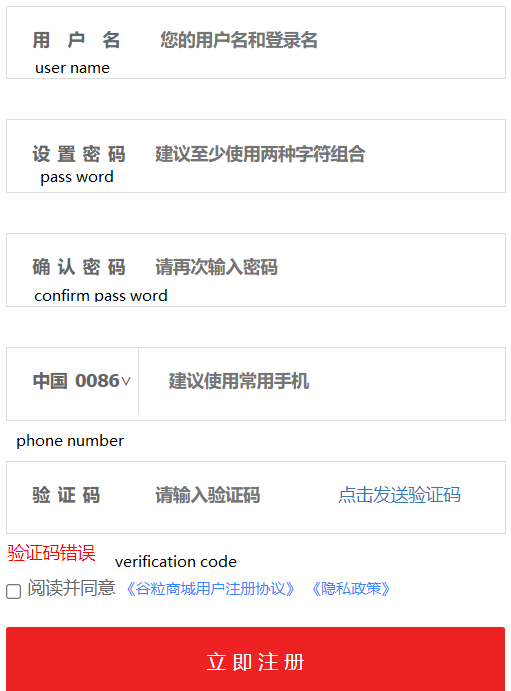 用 户 名 您的用户名和登录名
user name
设 置 密 码 建议至少使用两种字符组合
pass word
确 认 密 码 请再次输入密码
confirm pass word
中国 0086∨ 建议使用常用手机
phone number
验 证 码 请输入验证码 点击发送验证码
验证码错误
verification code
阅读并同意 《谷粒商城用户注册协议》 《隐私政策》
立 即 注 册